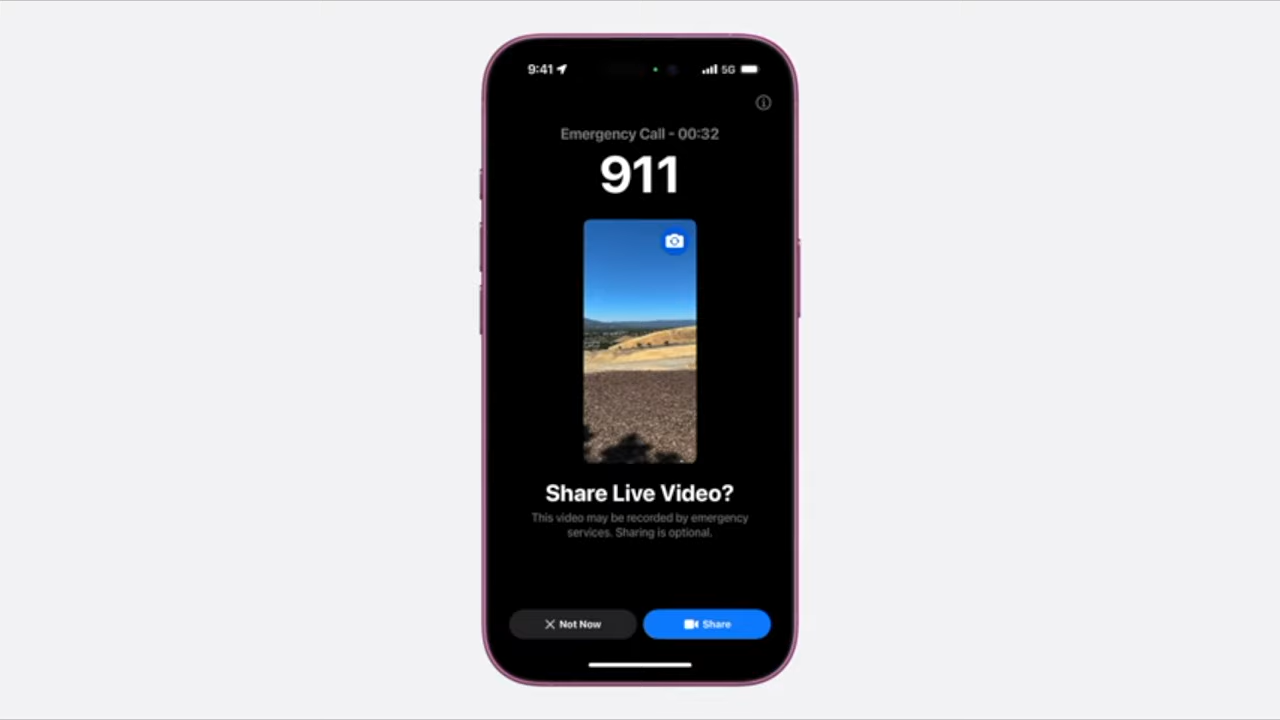 9:41
5G
Emergency Call - 00:32
911
Share Live Video?
This video may be recorded by emergency
services. Sharing is optional.
Not Now
Share